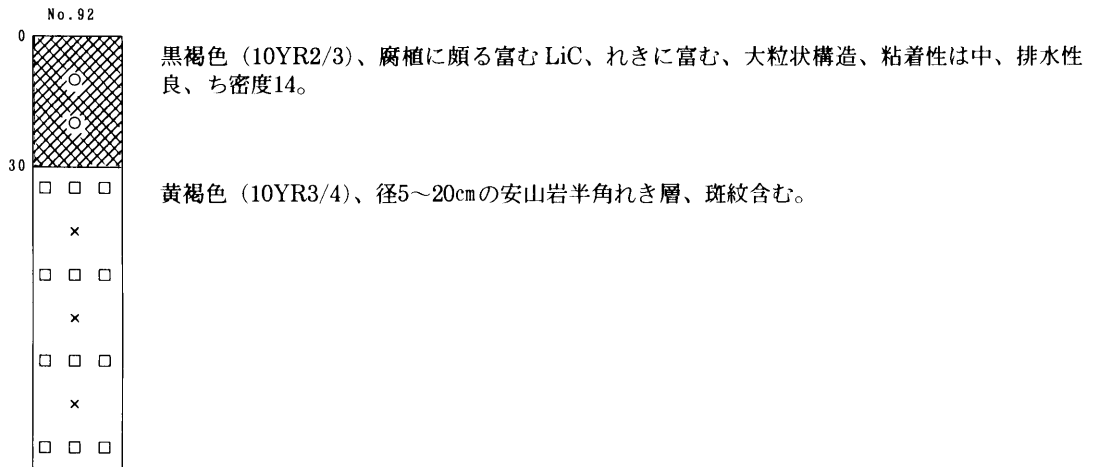 No.92
0
黒褐色（10YR2/3）、腐植に頗る富む LiC、れきに富む、大粒状構造、粘着性は中、排水性
良、ち密度14。
30
黄褐色（10YR3/4）、径5～20cmの安山岩半角れき層、斑紋含む。